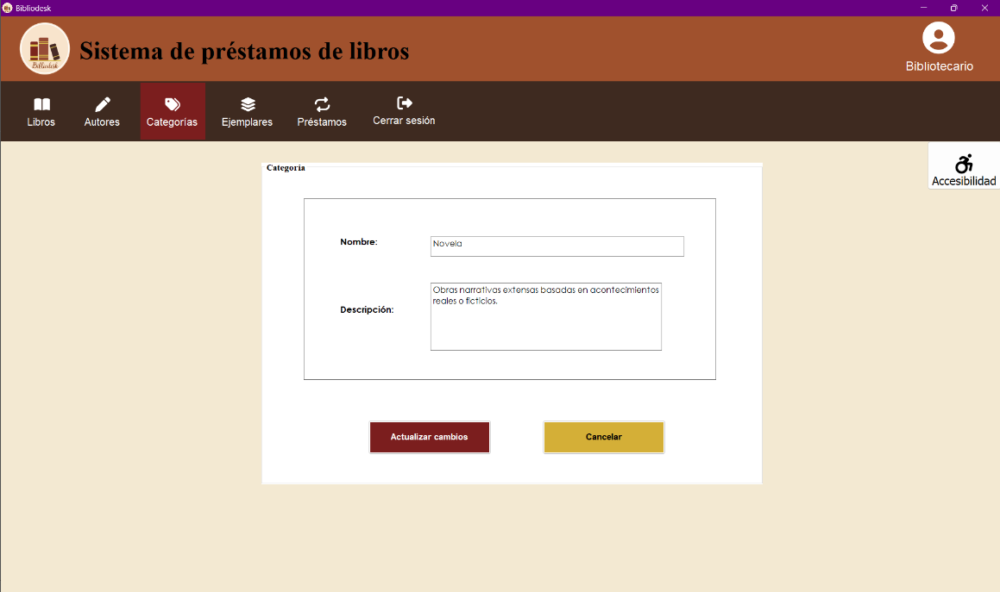 Bibliodesk
Bibliodesk
Sistema de préstamos de libros
Bibliotecario
Libros
Autores
Categorías
Ejemplares
Préstamos
Cerrar sesión
Accesibilidad
Categoría
Nombre:
Novela
Descripción:
Obras narrativas extensas basadas en acontecimientos
reales o ficticios.
Actualizar cambios
Cancelar